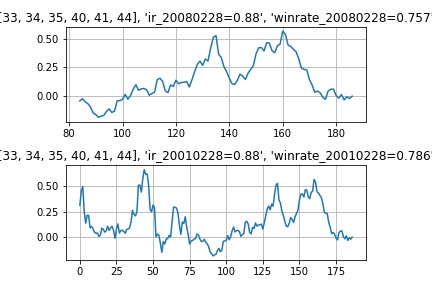 [33, 34, 35, 40, 41, 44], 'ir_20080228=0.88', 'winrate_20080228=0.757'
0.50
0.25
0.00
80 100 120 140 160 180
[33, 34, 35, 40, 41, 44], 'ir_20010228=0.88', 'winrate_20010228=0.786'
0.50
0.25
0.00
0 25 50 75 100 125 150 175